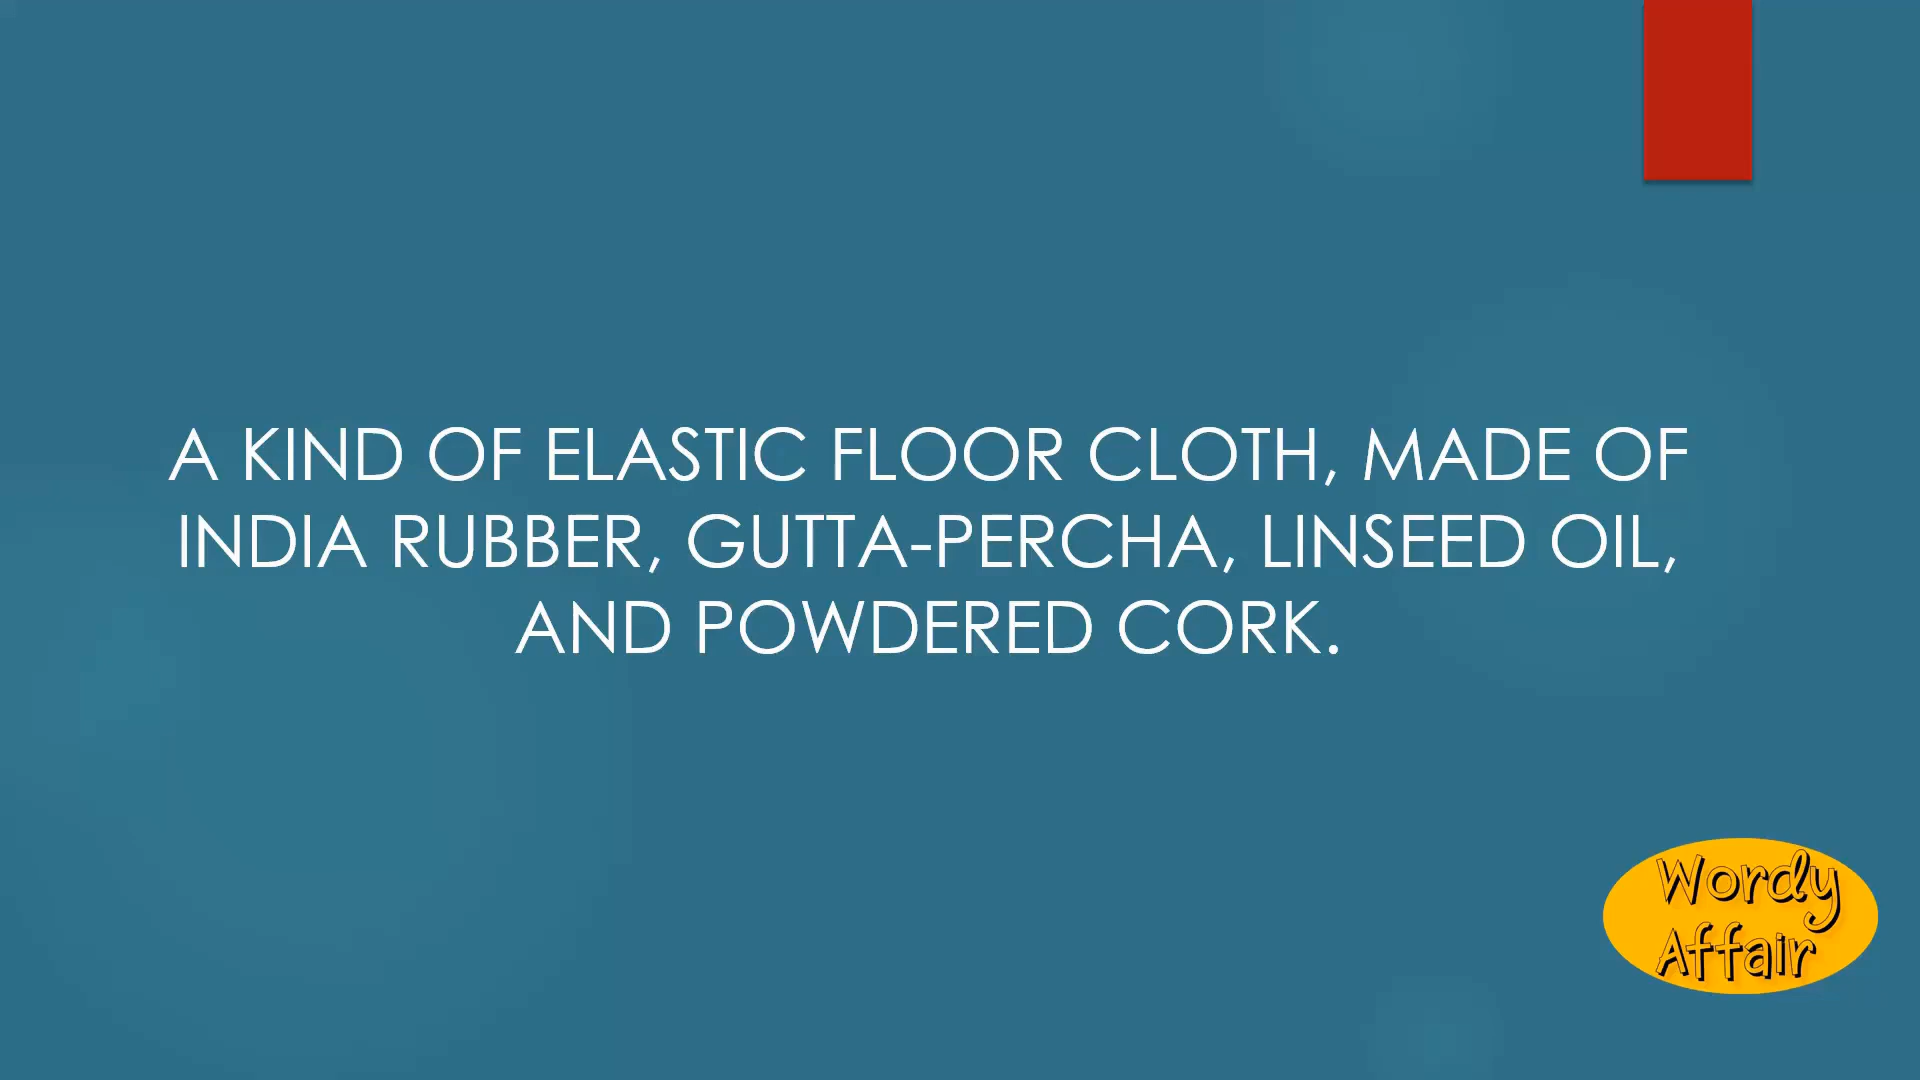 A KIND OF ELASTIC FLOOR CLOTH, MADE OF
INDIA RUBBER, GUTTA-PERCHA, LINSEED OIL,
AND POWDERED CORK.
Wordy
Affair